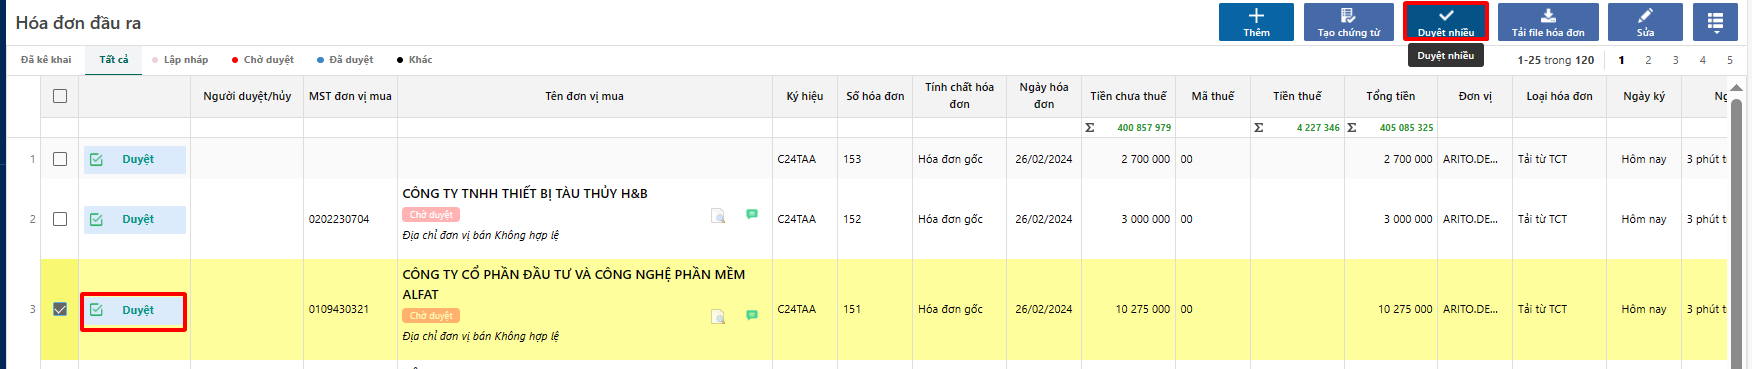 Hóa đơn đầu ra
Thêm
Tạo chứng từ
Duyệt nhiều
Tải file hóa đơn
Sửa
Duyệt nhiều
Đã kê khai Tất cả Lập nháp Chờ duyệt Đã duyệt Khác 1-25 trong 120 1 2 3 4 5
Người duyệt/hủy MST đơn vị mua Tên đơn vị mua Ký hiệu Số hóa đơn Tính chất hóa đơn Ngày hóa đơn Tiền chưa thuế Mã thuế Tiền thuế Tổng tiền Đơn vị Loại hóa đơn Ngày ký
Σ 400 857 979 Σ 4 227 346 Σ 405 085 325
1 Duyệt C24TAA 153 Hóa đơn gốc 26/02/2024 2 700 000 00 2 700 000 ARITO.DE... Tải từ TCT Hôm nay 3 phút t
CÔNG TY TNHH THIẾT BỊ TÀU THỦY H&B
2 Duyệt 0202230704 Chờ duyệt C24TAA 152 Hóa đơn gốc 26/02/2024 3 000 000 00 3 000 000 ARITO.DE... Tải từ TCT Hôm nay 3 phút t
Địa chỉ đơn vị bán Không hợp lệ
CÔNG TY CỔ PHẦN ĐẦU TƯ VÀ CÔNG NGHỆ PHẦN MỀM
ALFAT
3 Duyệt 0109430321 Chờ duyệt C24TAA 151 Hóa đơn gốc 26/02/2024 10 275 000 00 10 275 000 ARITO.DE... Tải từ TCT Hôm nay 3 phút t
Địa chỉ đơn vị bán Không hợp lệ